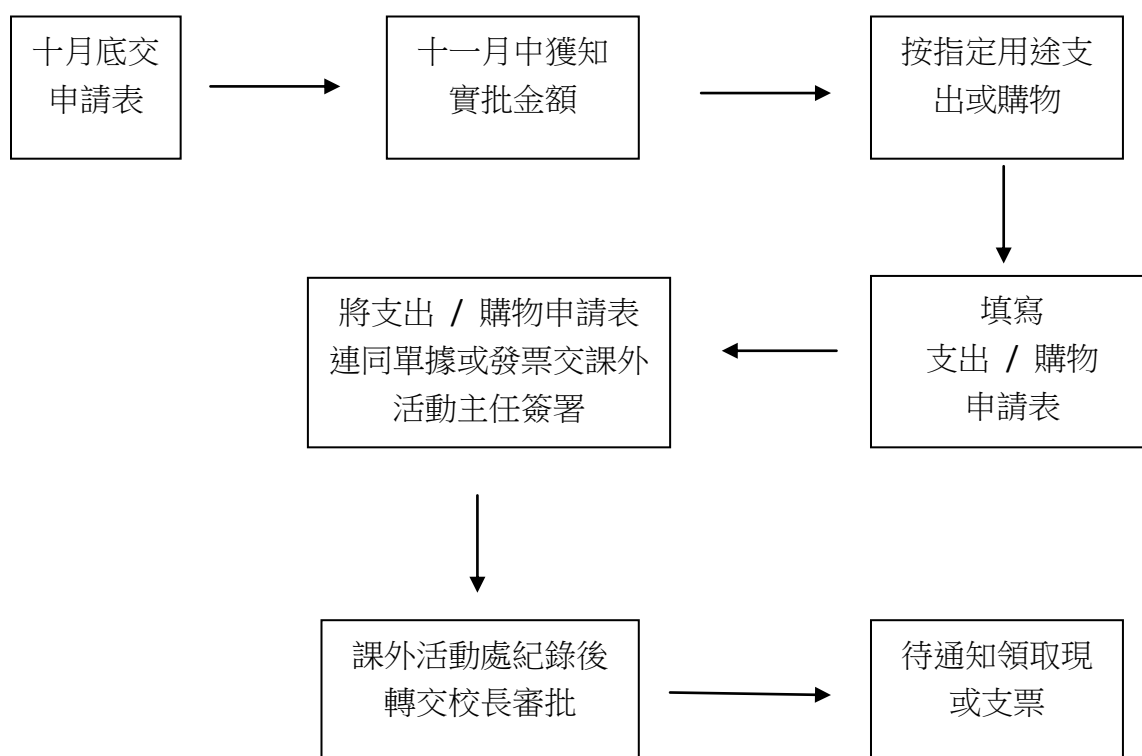 十月底交
申請表
十一月中獲知
實批金額
按指定用途支
出或購物
填寫
支出 / 購物
申請表
將支出 / 購物申請表
連同單據或發票交課外
活動主任簽署
課外活動處紀錄後
轉交校長審批
待通知領取現
或支票